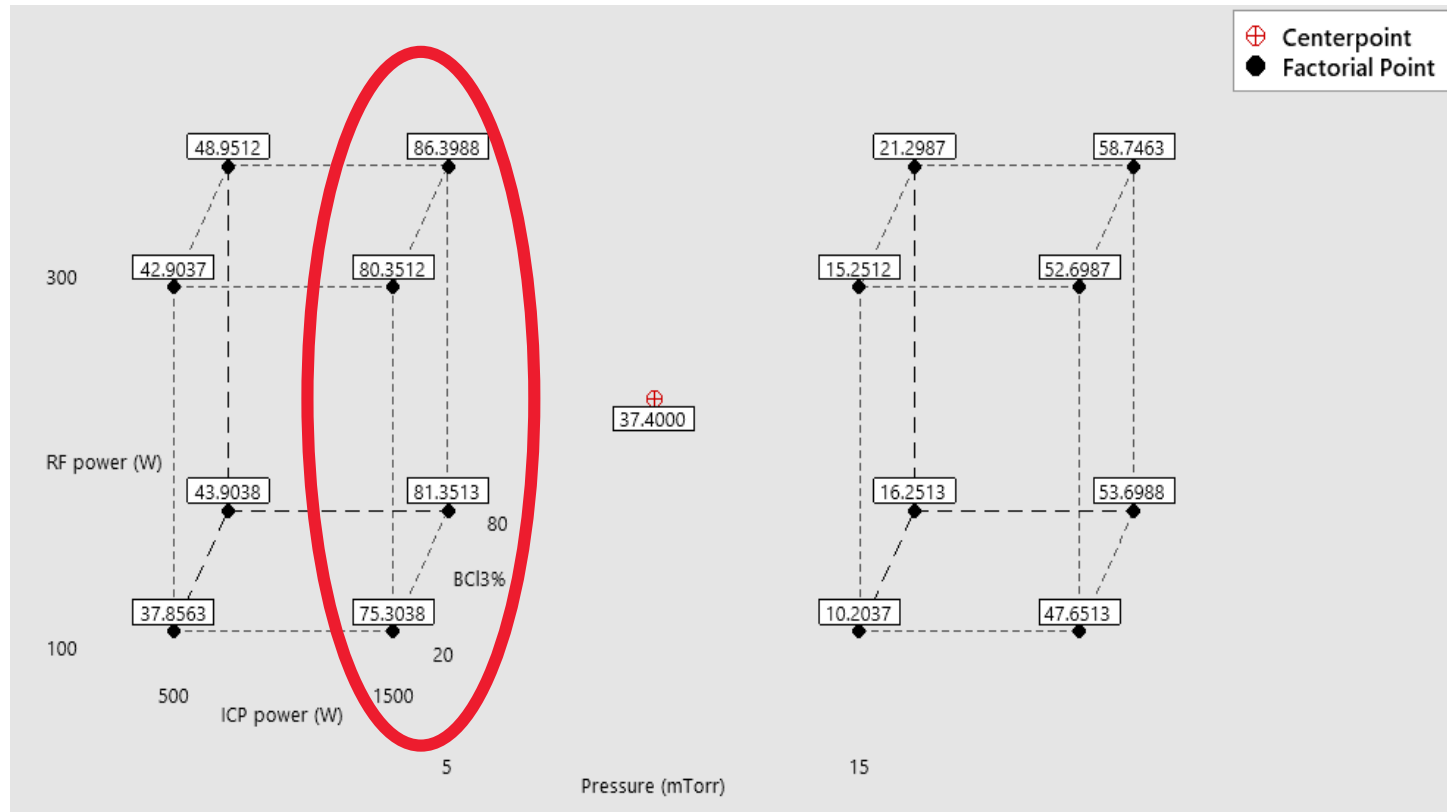 Centerpoint
Factorial Point
48.9512 86.3988 21.2987 58.7463
42.9037 80.3512 15.2512 52.6987
300
37.4000
RF power (W)
43.9038 81.3513 16.2513 53.6988
80
BCl3%
37.8563 75.3038 10.2037 47.6513
100
20
500 1500
ICP power (W)
5 15
Pressure (mTorr)